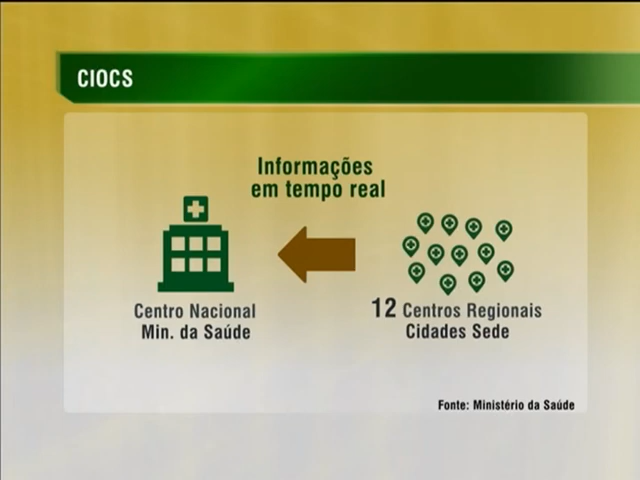 CIOCS
Informações
em tempo real
Centro Nacional
Min. da Saúde
12 Centros Regionais
Cidades Sede
Fonte: Ministério da Saúde